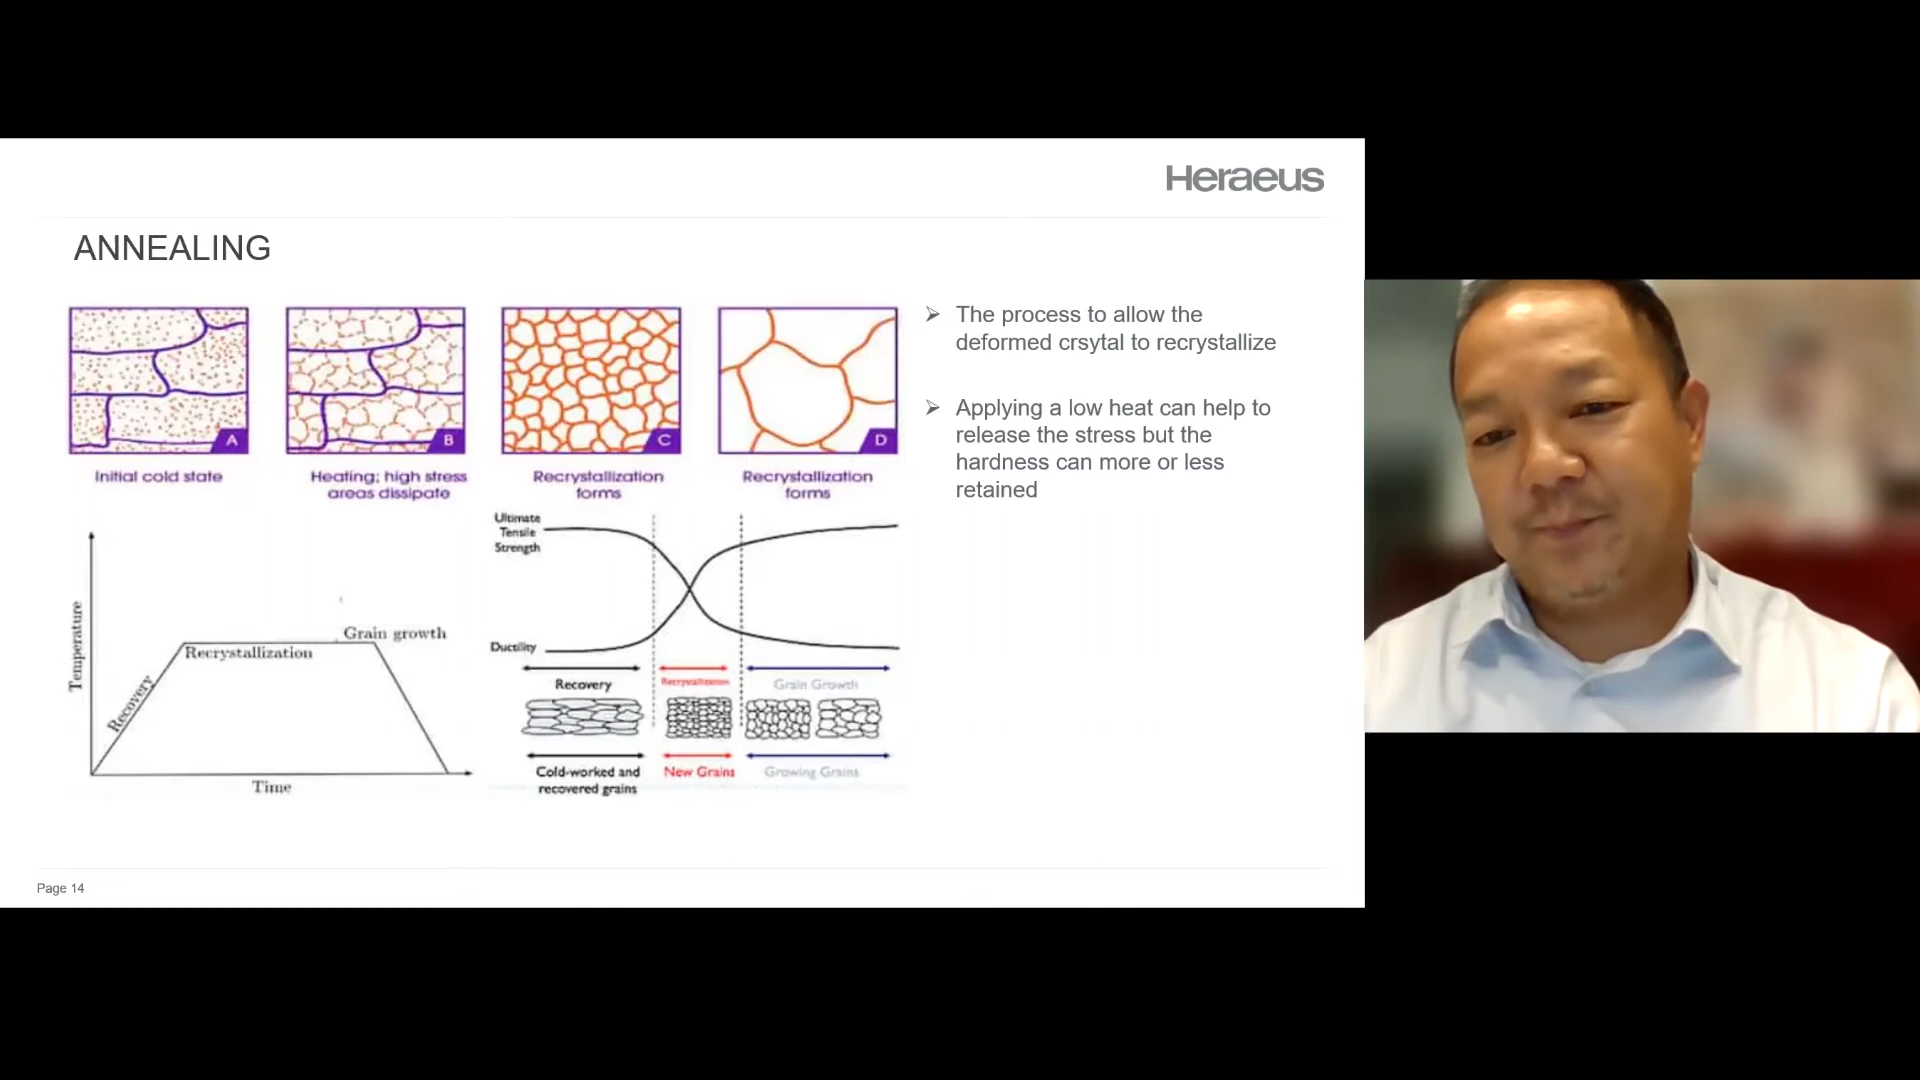 Heraeus
ANNEALING
A
B
C
D
Initial cold state
Heating; high stress
areas dissipate
Recrystallization
forms
Recrystallization
forms
➢ The process to allow the
deformed crsytal to recrystallize
➢ Applying a low heat can help to
release the stress but the
hardness can more or less
retained
Temperature
Recovery
Recrystallization
Grain growth
Time
Ultimate
Tensile
Strength
Ductility
Recovery
Recrystallization
Grain Growth
Cold-worked and
recovered grains
New Grains
Growing Grains
Page 14